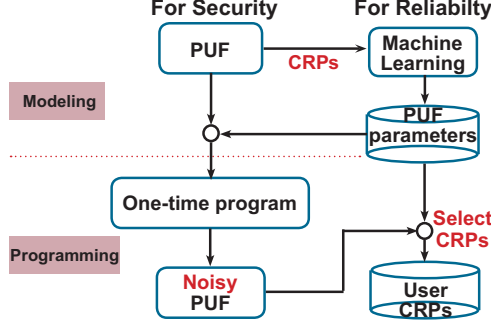 For Security
For Reliabilty
PUF
CRPs
Machine
Learning
Modeling
PUF
parameters
One-time program
Select
CRPs
Programming
Noisy
PUF
User
CRPs